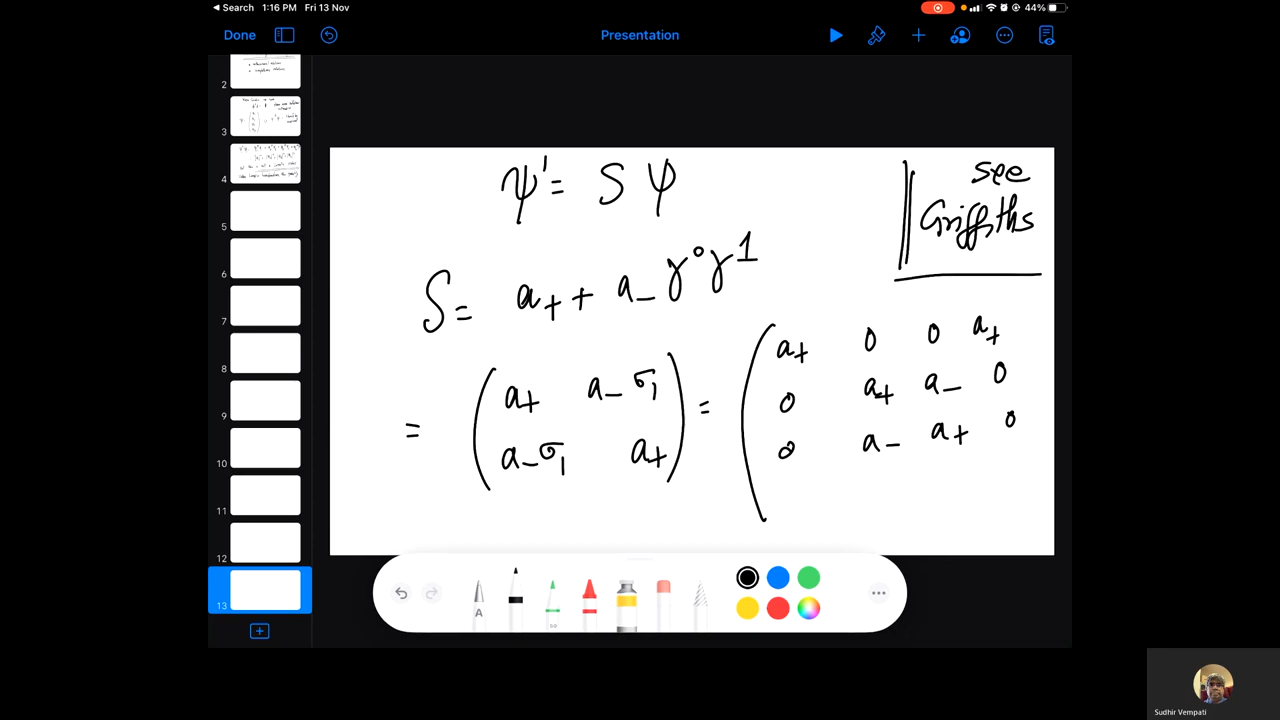 Search 1:16 PM Fri 13 Nov 44%
Done Presentation
2
3
4
5
6
7
8
9
10
11
12
13
ψ' = S ψ
see
Griffiths
S = a+ + a- γ⁰γ¹
= ( a+ a- σ₁ ) = ( a+ 0 0 a+
a- σ₁ a+ 0 a+ a- 0
0 a- a+ 0
A
Sudhir Vempati